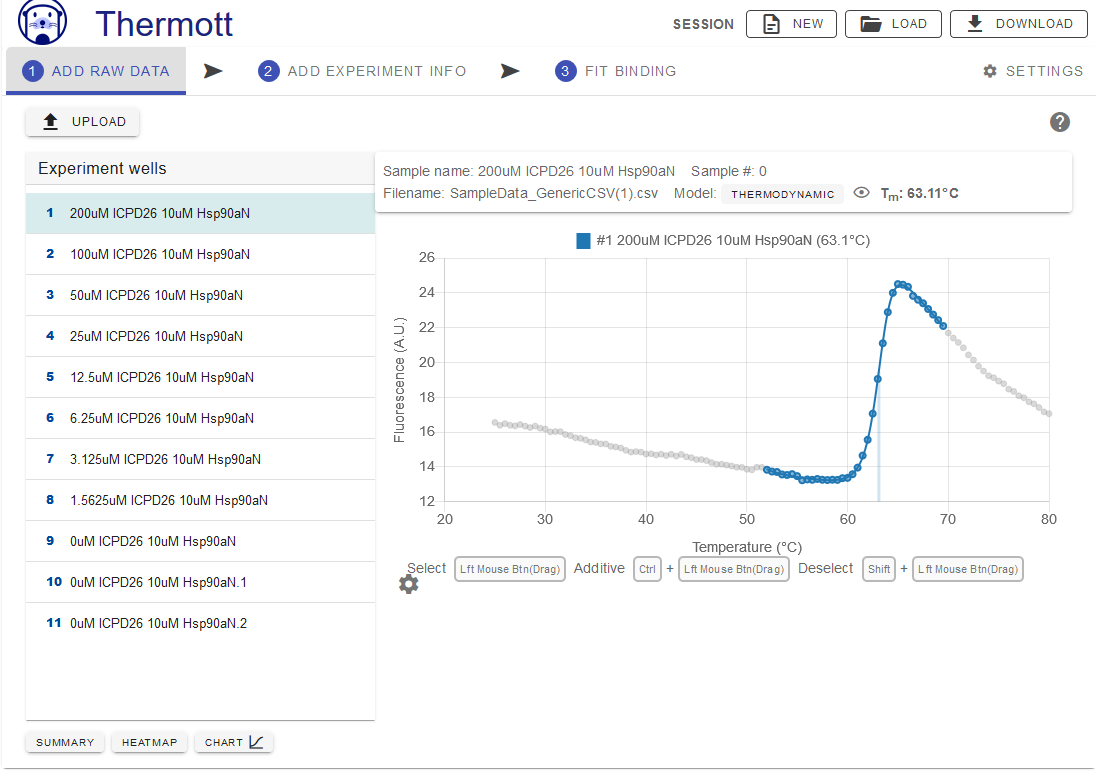 Thermott
SESSION NEW LOAD DOWNLOAD
1 ADD RAW DATA 2 ADD EXPERIMENT INFO 3 FIT BINDING SETTINGS
UPLOAD ?
Experiment wells
1 200uM ICPD26 10uM Hsp90aN
2 100uM ICPD26 10uM Hsp90aN
3 50uM ICPD26 10uM Hsp90aN
4 25uM ICPD26 10uM Hsp90aN
5 12.5uM ICPD26 10uM Hsp90aN
6 6.25uM ICPD26 10uM Hsp90aN
7 3.125uM ICPD26 10uM Hsp90aN
8 1.5625uM ICPD26 10uM Hsp90aN
9 0uM ICPD26 10uM Hsp90aN
10 0uM ICPD26 10uM Hsp90aN.1
11 0uM ICPD26 10uM Hsp90aN.2
SUMMARY HEATMAP CHART
Sample name: 200uM ICPD26 10uM Hsp90aN Sample #: 0
Filename: SampleData_GenericCSV(1).csv Model: THERMODYNAMIC Tm: 63.11°C
#1 200uM ICPD26 10uM Hsp90aN (63.1°C)
Fluorescence (A.U.)
26
24
22
20
18
16
14
12
20 30 40 50 60 70 80
Temperature (°C)
Select Lft Mouse Btn(Drag) Additive Ctrl + Lft Mouse Btn(Drag) Deselect Shift + Lft Mouse Btn(Drag)